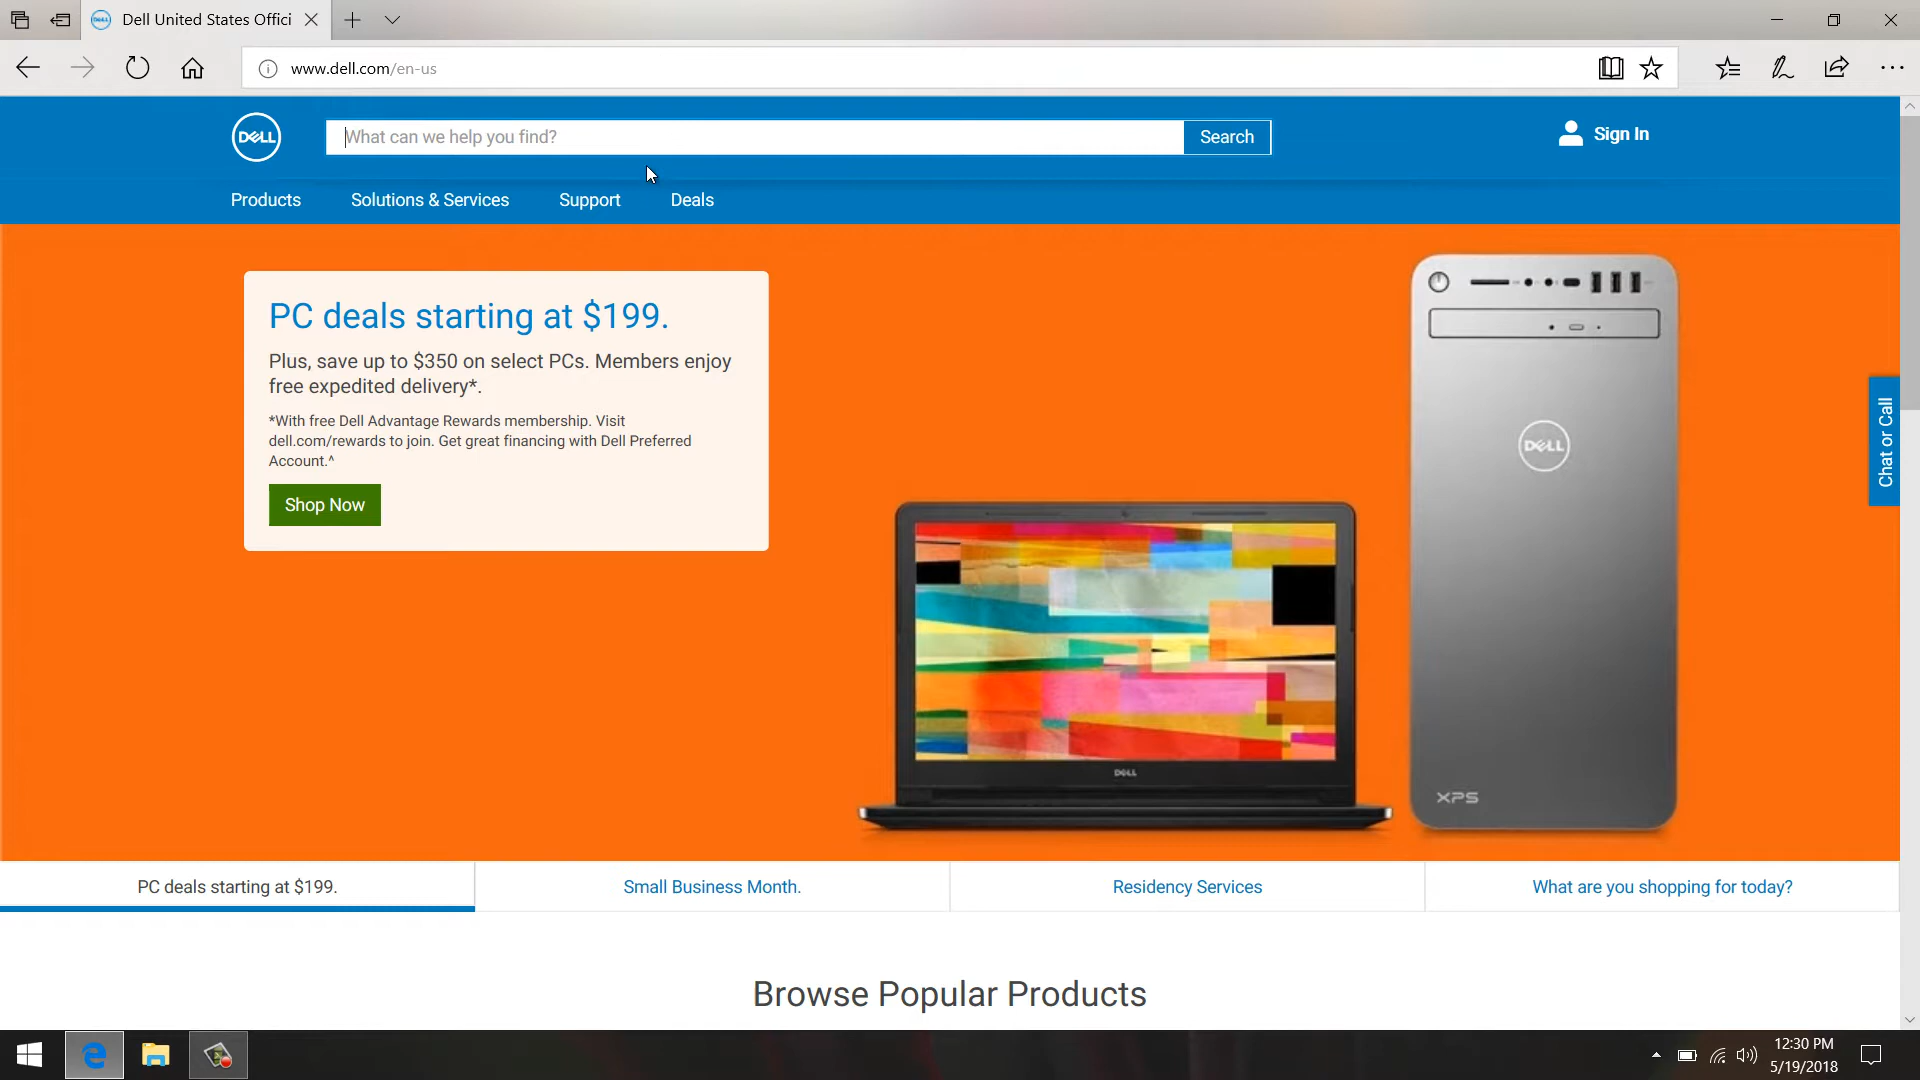 Dell United States Offici
www.dell.com/en-us
DELL
What can we help you find?
Search
Sign In
Products
Solutions & Services
Support
Deals
PC deals starting at $199.
Plus, save up to $350 on select PCs. Members enjoy
free expedited delivery*.
*With free Dell Advantage Rewards membership. Visit
dell.com/rewards to join. Get great financing with Dell Preferred
Account.^
Shop Now
DELL
DELL
XPS
Chat or Call
PC deals starting at $199.
Small Business Month.
Residency Services
What are you shopping for today?
Browse Popular Products
12:30 PM
5/19/2018